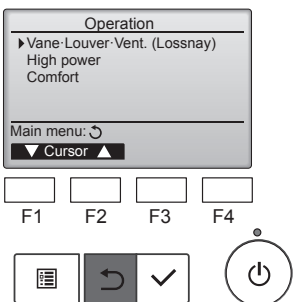 Operation
▶Vane·Louver·Vent. (Lossnay)
High power
Comfort
Main menu: ↺
▼ Cursor ▲
F1 F2 F3 F4